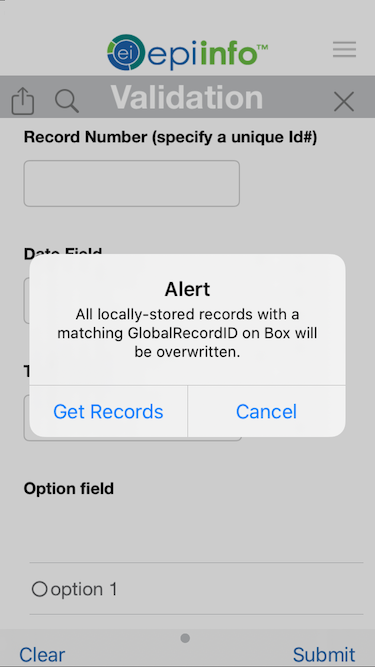 ei epiinfo™
Validation
Record Number (specify a unique Id#)
Date Field
Alert
All locally-stored records with a
matching GlobalRecordID on Box will
be overwritten.
T
Get Records Cancel
Option field
option 1
Clear Submit